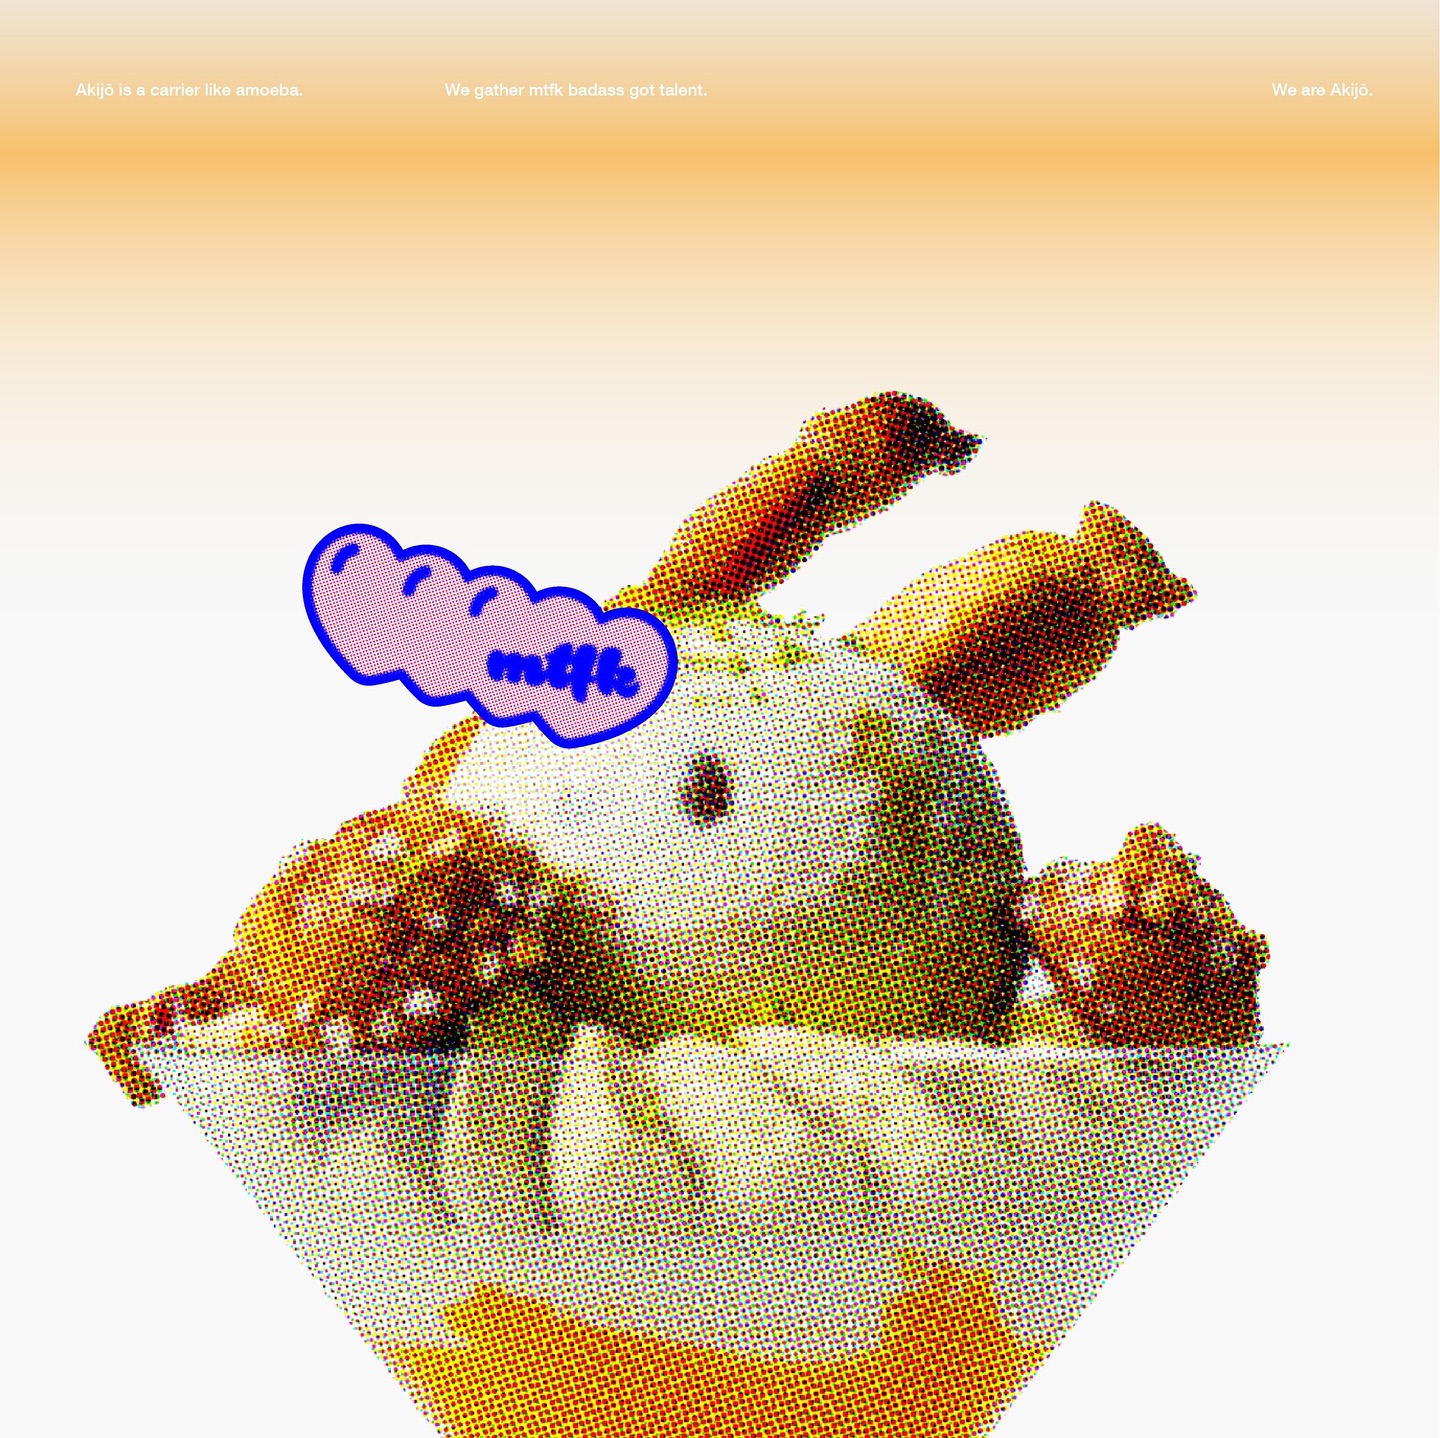 Akijō is a carrier like amoeba.
We gather mtfk badass got talent.
We are Akijō.
mtfk